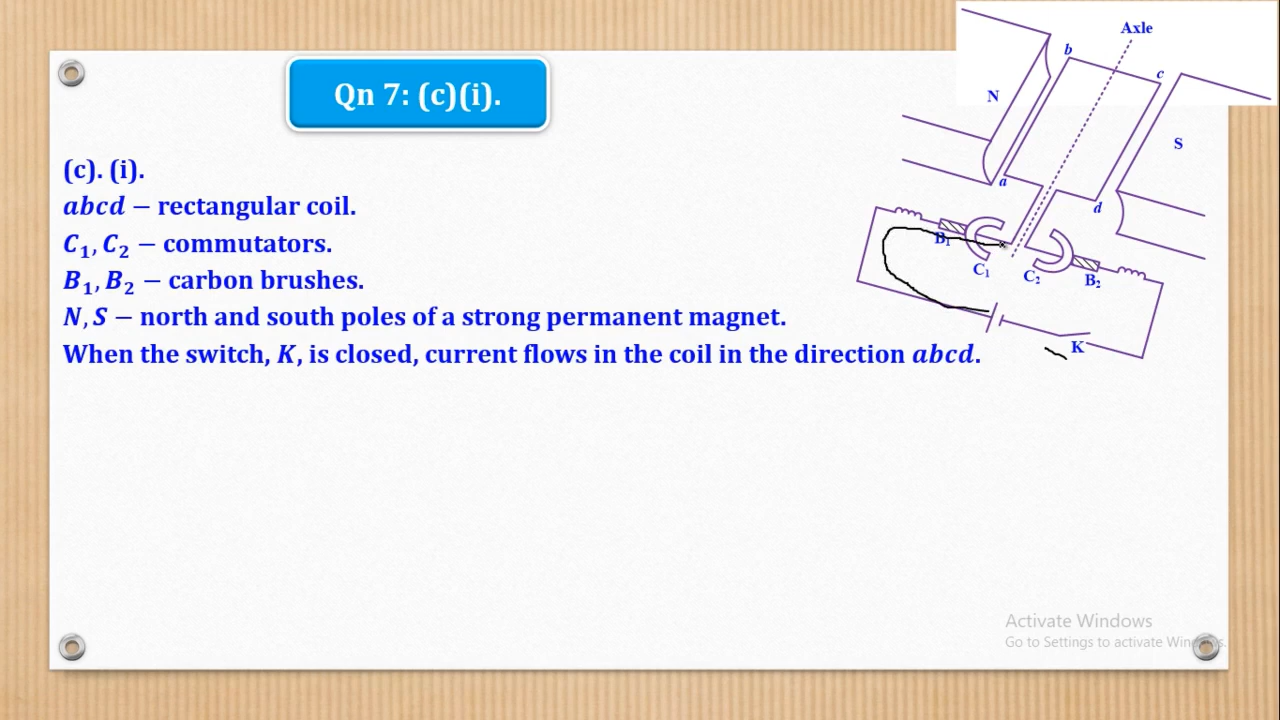 Qn 7: (c)(i).
(c). (i).
abcd – rectangular coil.
C₁, C₂ – commutators.
B₁, B₂ – carbon brushes.
N, S – north and south poles of a strong permanent magnet.
When the switch, K, is closed, current flows in the coil in the direction abcd.
Axle
b
c
N
S
a
d
B₁
C₁
C₂
B₂
K
Activate Windows
Go to Settings to activate Windows.